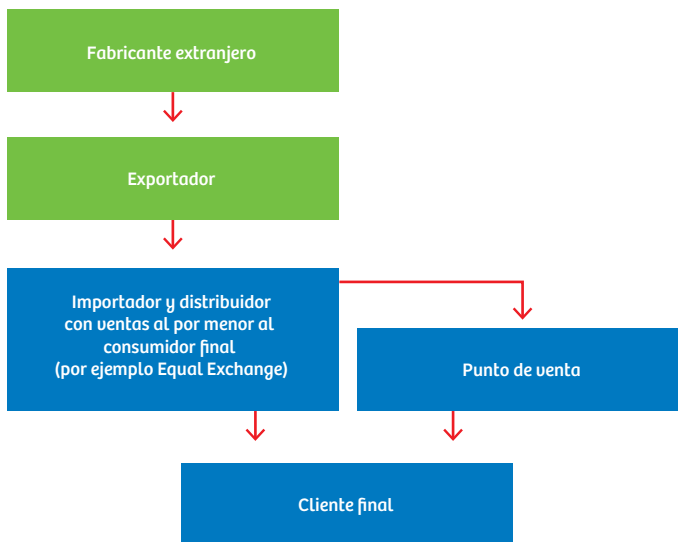 Fabricante extranjero
Exportador
Importador y distribuidor
con ventas al por menor al
consumidor final
(por ejemplo Equal Exchange)
Punto de venta
Cliente final